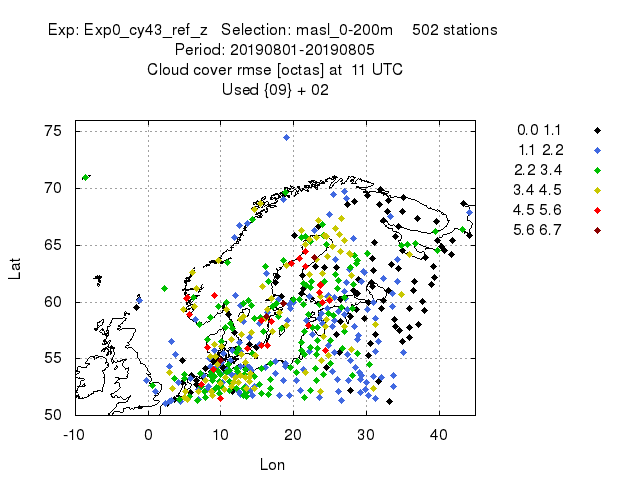 Exp: Exp0_cy43_ref_z Selection: masl_0-200m 502 stations
Period: 20190801-20190805
Cloud cover rmse [octas] at 11 UTC
Used {09} + 02
0.0 1.1
1.1 2.2
2.2 3.4
3.4 4.5
4.5 5.6
5.6 6.7
75
70
65
60
55
50
Lat
-10 0 10 20 30 40
Lon